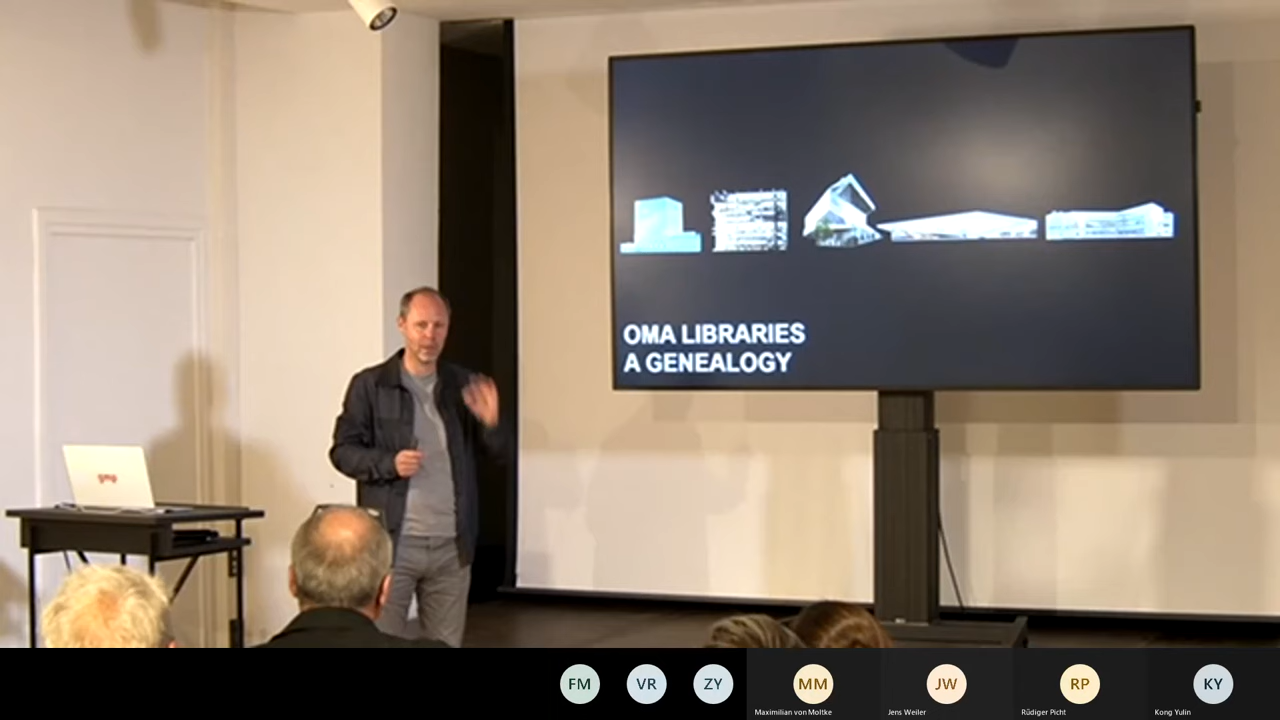 OMA LIBRARIES
A GENEALOGY
gmp
FM
VR
ZY
MM
JW
RP
KY
Maximilian von Moltke
Jens Weiler
Rüdiger Picht
Kong Yulin